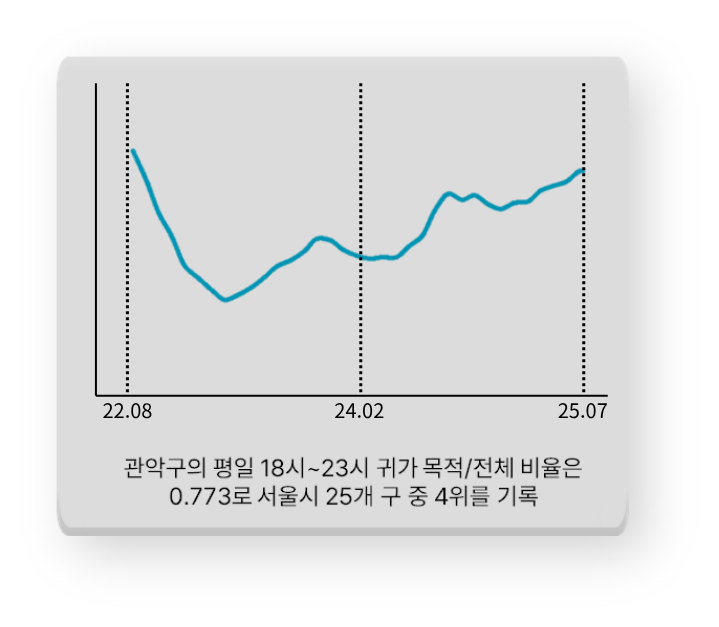 22.08 24.02 25.07
관악구의 평일 18시~23시 귀가 목적/전체 비율은
0.773로 서울시 25개 구 중 4위를 기록